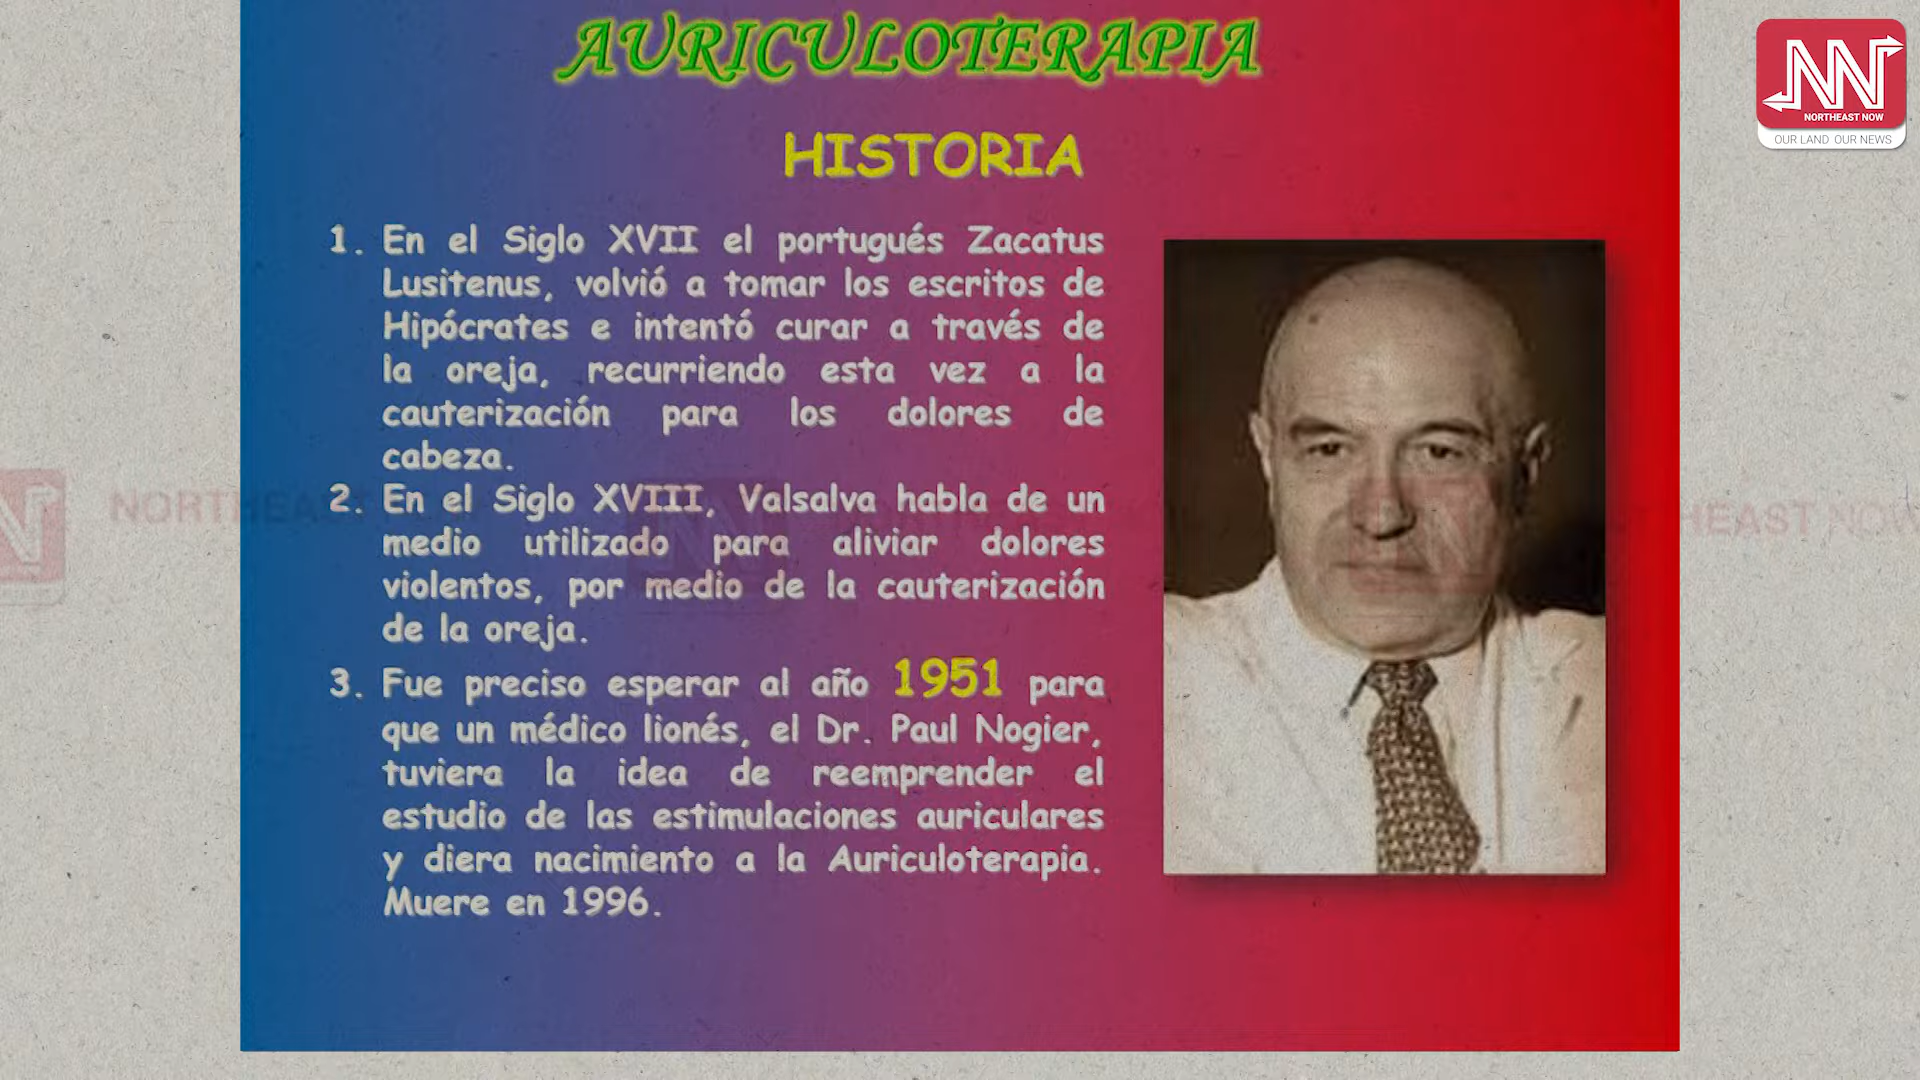 AURICULOTERAPIA
HISTORIA
1. En el Siglo XVII el portugués Zacatus
Lusitenus, volvió a tomar los escritos de
Hipócrates e intentó curar a través de
la oreja, recurriendo esta vez a la
cauterización para los dolores de
cabeza.
2. En el Siglo XVIII, Valsalva habla de un
medio utilizado para aliviar dolores
violentos, por medio de la cauterización
de la oreja.
3. Fue preciso esperar al año 1951 para
que un médico lionés, el Dr. Paul Nogier,
tuviera la idea de reemprender el
estudio de las estimulaciones auriculares
y diera nacimiento a la Auriculoterapia.
Muere en 1996.
NN
NORTHEAST NOW
OUR LAND OUR NEWS
NORTHEAST
HEAST NOW